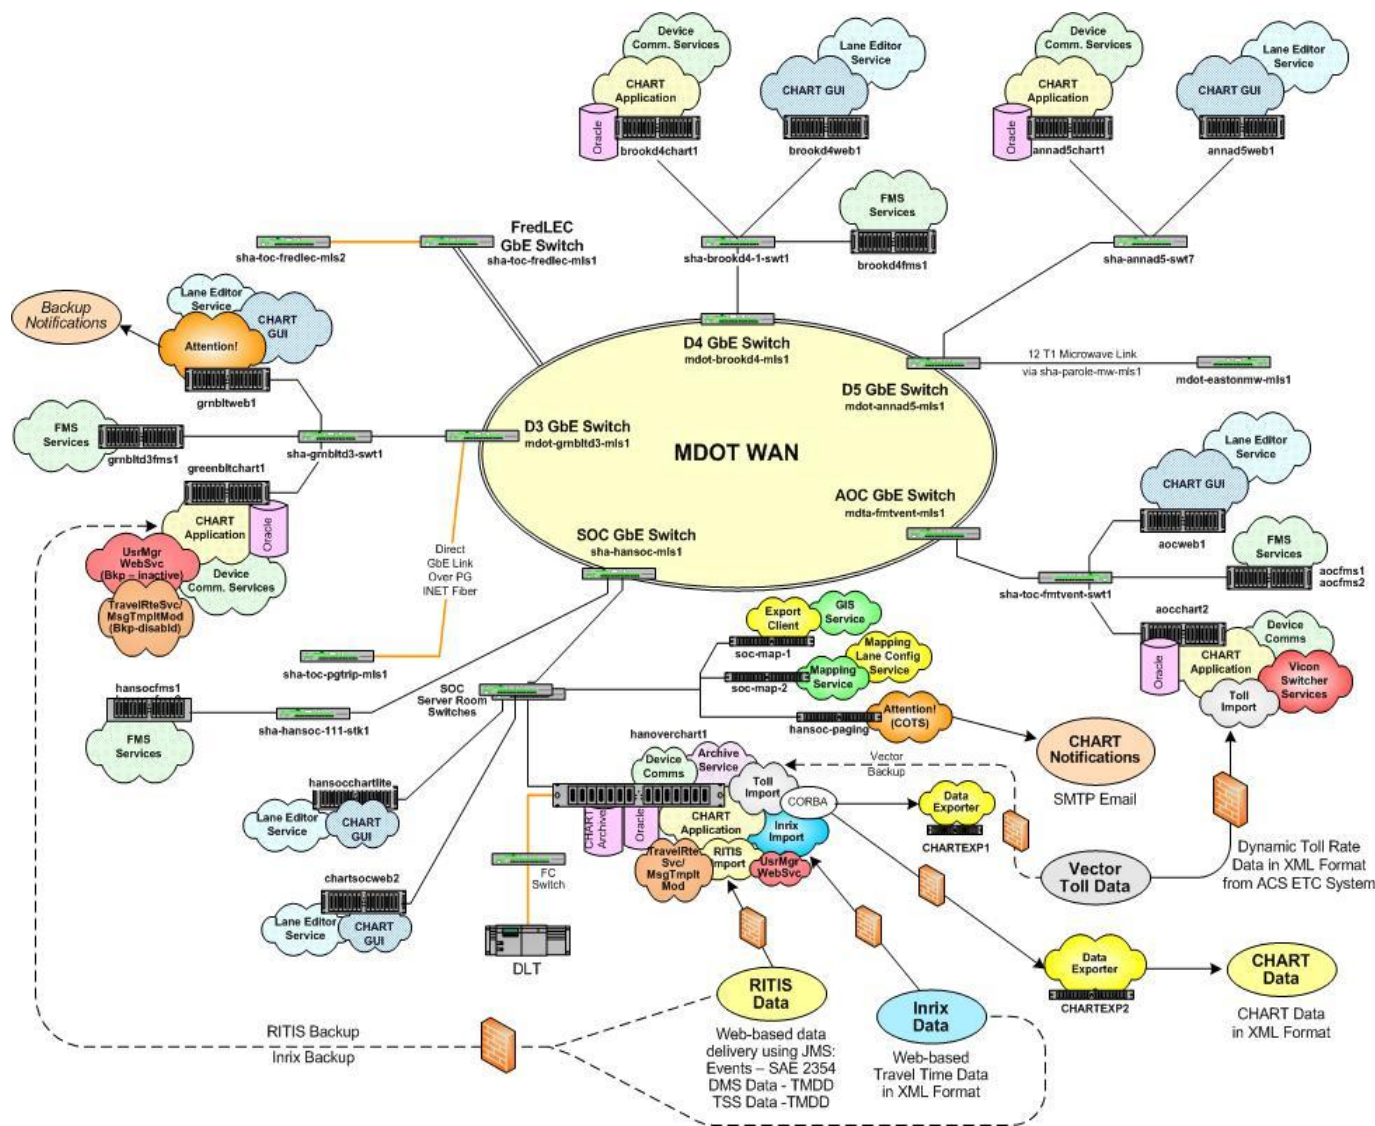 Device
Comm. Services
CHART
Application
Oracle
brookd4chart1
Lane Editor
Service
CHART GUI
brookd4web1
Device
Comm. Services
CHART
Application
Oracle
annad5chart1
Lane Editor
Service
CHART GUI
annad5web1
FMS
Services
brookd4fms1
sha-brookd4-1-swt1
sha-annad5-swt7
FredLEC
GbE Switch
sha-toc-fredlec-mls1
sha-toc-fredlec-mls2
Backup
Notifications
Lane Editor
Service
CHART
GUI
Attention!
grnbltweb1
FMS
Services
grnbltd3fms1
sha-grnbltd3-swt1
D4 GbE Switch
mdot-brookd4-mls1
D5 GbE Switch
mdot-annad5-mls1
12 T1 Microwave Link
via sha-parole-mw-mls1
mdot-eastonmw-mls1
D3 GbE Switch
mdot-grnbltd3-mls1
MDOT WAN
AOC GbE Switch
mdta-fmtvent-mls1
SOC GbE Switch
sha-hansoc-mls1
greenbltchart1
CHART
Application
Oracle
UsrMgr
WebSvc
(Bkp – inactive)
Device
Comm. Services
TravelRteSvc/
MsgTmpltMod
(Bkp-disabld)
Direct
GbE Link
Over PG
INET Fiber
sha-toc-pgtrip-mls1
Lane Editor
Service
CHART GUI
aocweb1
FMS
Services
aocfms1
aocfms2
sha-toc-fmtvent-swt1
aocchart2
Oracle
Device
Comms
CHART
Application
Vicon
Switcher
Services
Toll
Import
Export
Client
GIS
Service
soc-map-1
Mapping
Lane Config
Service
Mapping
Service
soc-map-2
Attention!
(COTS)
hansoc-paging
CHART
Notifications
SMTP Email
SOC
Server Room
Switches
hansocfms1
FMS
Services
sha-hansoc-111-stk1
hansocchartlite
Lane Editor
Service
CHART
GUI
chartsocweb2
Lane Editor
Service
CHART
GUI
hanoverchart1
Device
Comms
Archive
Service
Toll
Import
CORBA
CHART
Archive
Oracle
CHART
Application
Inrix
Import
/TravelRte
Svc/
MsgTmplt
Mod
RITIS
Import
UsrMgr
WebSvc
FC
Switch
DLT
Vector
Backup
Data
Exporter
CHARTEXP1
Vector
Toll Data
Dynamic Toll Rate
Data in XML Format
from ACS ETC System
Data
Exporter
CHARTEXP2
CHART
Data
CHART Data
in XML Format
RITIS
Data
Web-based data
delivery using JMS:
Events – SAE 2354
DMS Data - TMDD
TSS Data -TMDD
Inrix
Data
Web-based
Travel Time Data
in XML Format
RITIS Backup
Inrix Backup